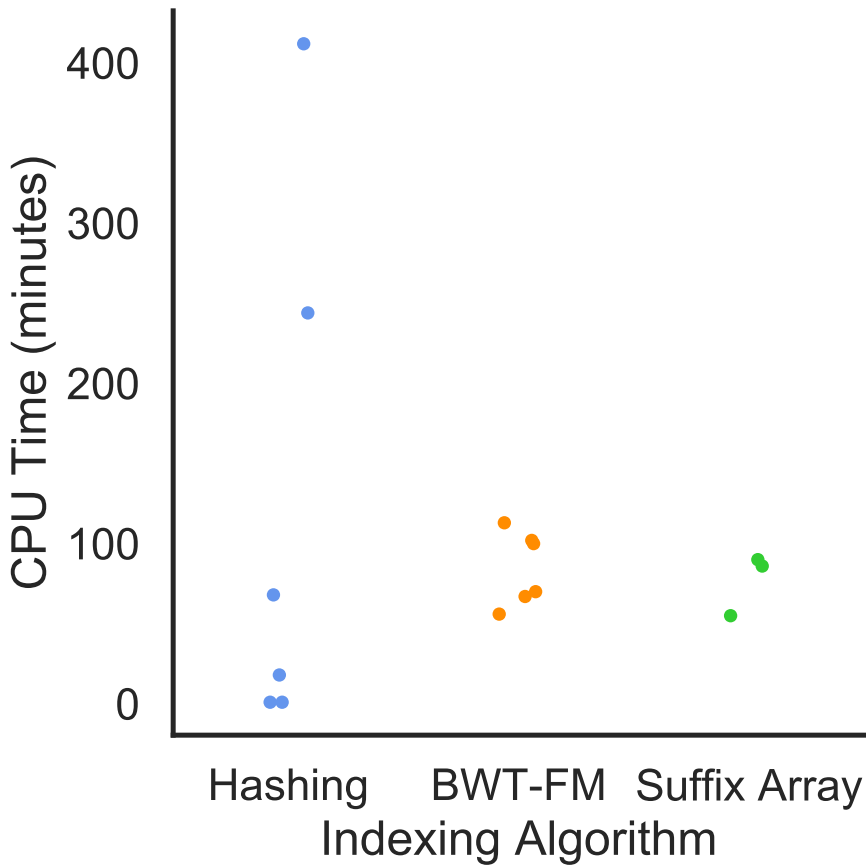 CPU Time (minutes)
400
300
200
100
0
Hashing BWT-FM Suffix Array
Indexing Algorithm